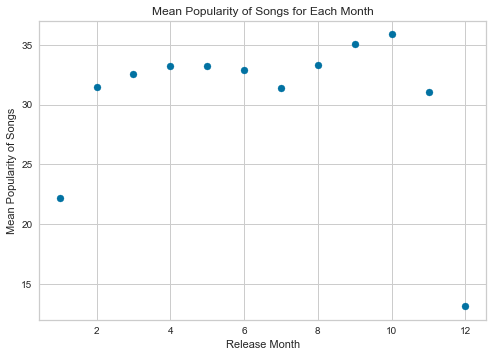 Mean Popularity of Songs for Each Month
35
30
25
20
15
Mean Popularity of Songs
2 4 6 8 10 12
Release Month